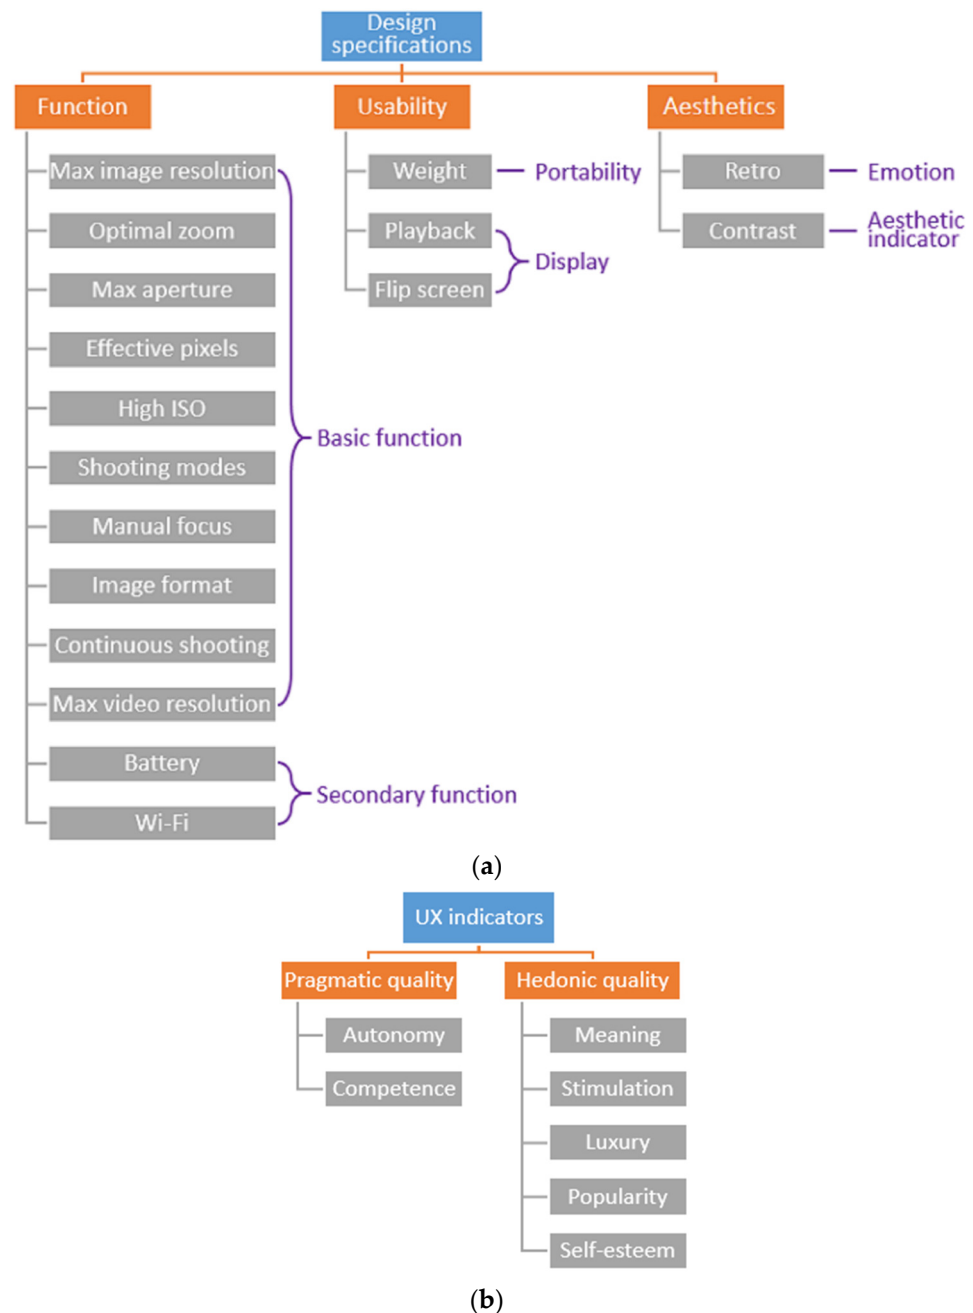 Design
specifications
Function
Usability
Aesthetics
Max image resolution
Weight
Portability
Retro
Emotion
Optimal zoom
Playback
Contrast
Aesthetic
indicator
Display
Max aperture
Flip screen
Effective pixels
High ISO
Basic function
Shooting modes
Manual focus
Image format
Continuous shooting
Max video resolution
Battery
Secondary function
Wi-Fi
(a)
UX indicators
Pragmatic quality
Hedonic quality
Autonomy
Meaning
Competence
Stimulation
Luxury
Popularity
Self-esteem
(b)